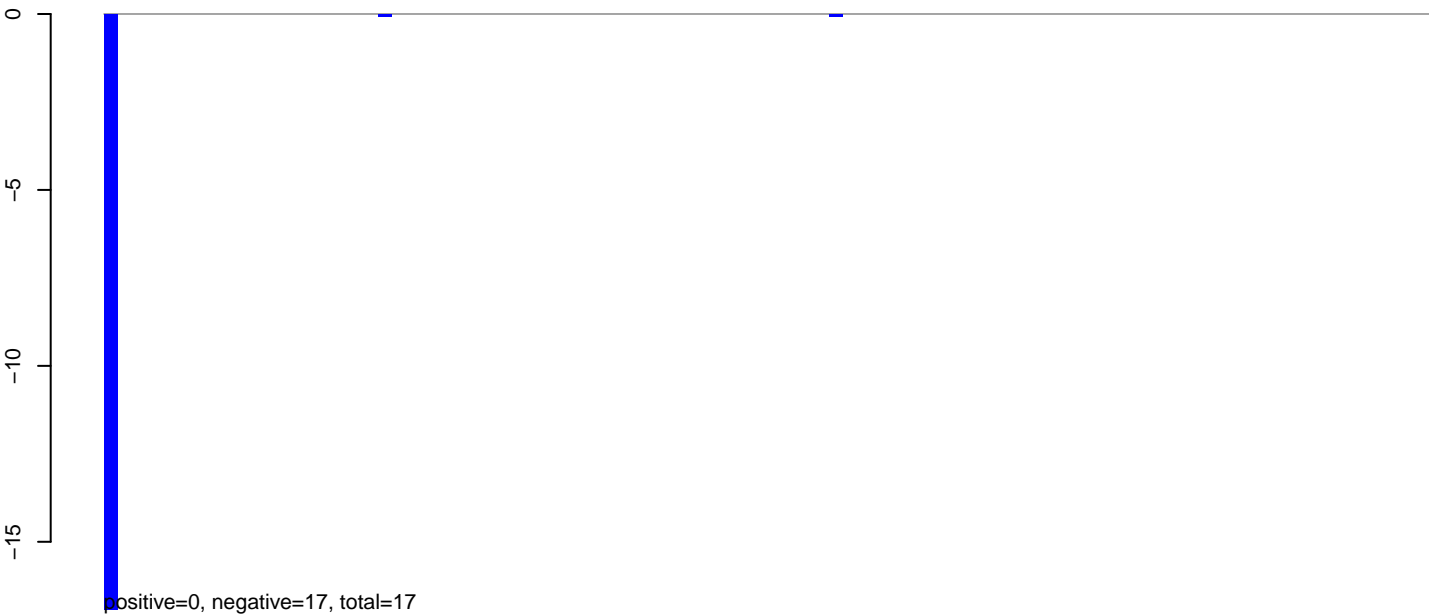 0
−5
−10
−15
positive=0, negative=17, total=17